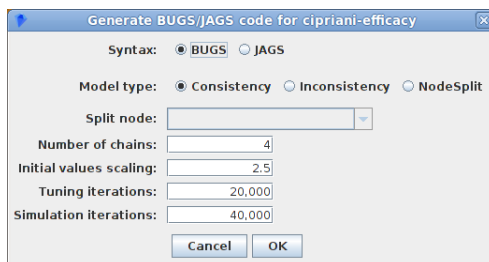 Generate BUGS/JAGS code for cipriani-efficacy
Syntax: BUGS JAGS
Model type: Consistency Inconsistency NodeSplit
Split node:
Number of chains: 4
Initial values scaling: 2.5
Tuning iterations: 20,000
Simulation iterations: 40,000
Cancel OK